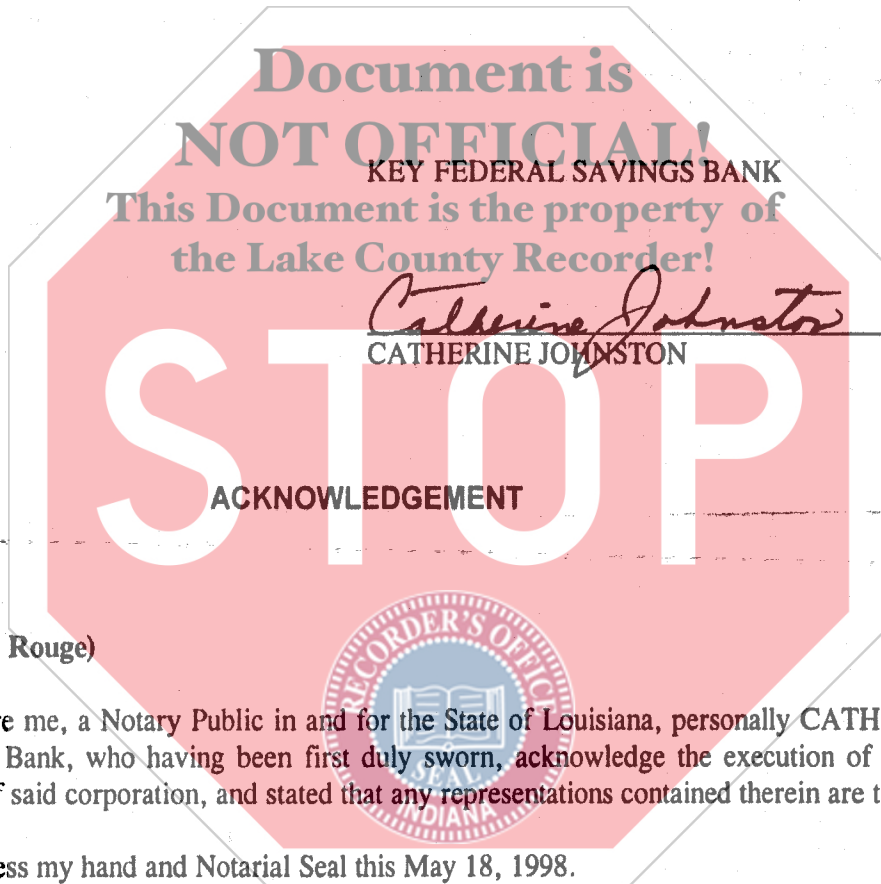 Document is
NOT OFFICIAL!
KEY FEDERAL SAVINGS BANK
This Document is the property of
the Lake County Recorder!
Catherine Johnston
CATHERINE JOHNSTON
STOP
ACKNOWLEDGEMENT
Rouge)
RECORDER'S OFFICE
SEAL
INDIANA
e me, a Notary Public in and for the State of Louisiana, personally CATH
Bank, who having been first duly sworn, acknowledge the execution of
said corporation, and stated that any representations contained therein are t
ess my hand and Notarial Seal this May 18, 1998.